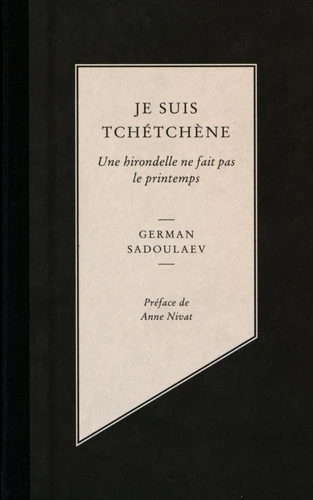 JE SUIS
TCHÉTCHÈNE
Une hirondelle ne fait pas
le printemps
GERMAN
SADOULAEV
Préface de
Anne Nivat